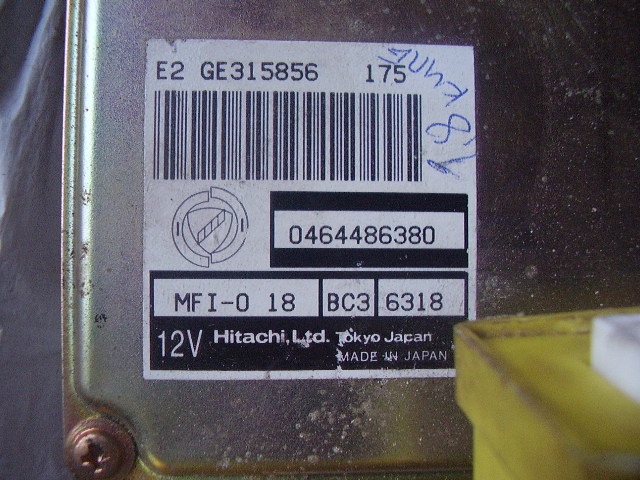 E2 GE315856 175
0464486380
MFI-0 18 BC3 6318
12V Hitachi,Ltd. Tokyo Japan
MADE IN JAPAN